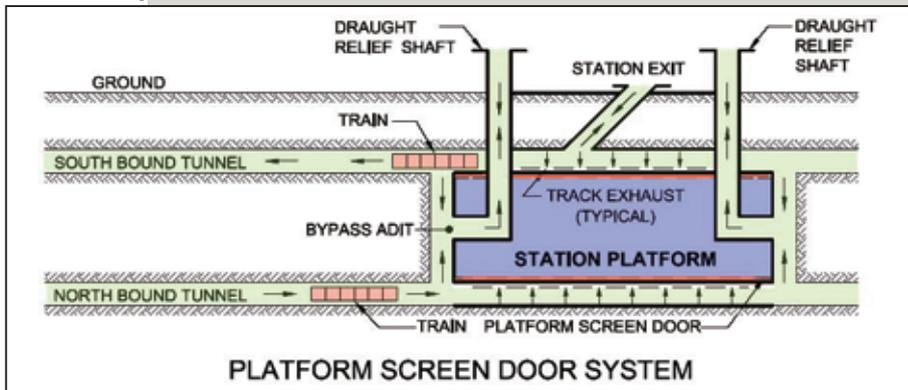 DRAUGHT
RELIEF SHAFT
DRAUGHT
RELIEF
SHAFT
STATION EXIT
GROUND
TRAIN
SOUTH BOUND TUNNEL
TRACK EXHAUST
(TYPICAL)
BYPASS ADIT
STATION PLATFORM
NORTH BOUND TUNNEL
TRAIN
PLATFORM SCREEN DOOR
PLATFORM SCREEN DOOR SYSTEM